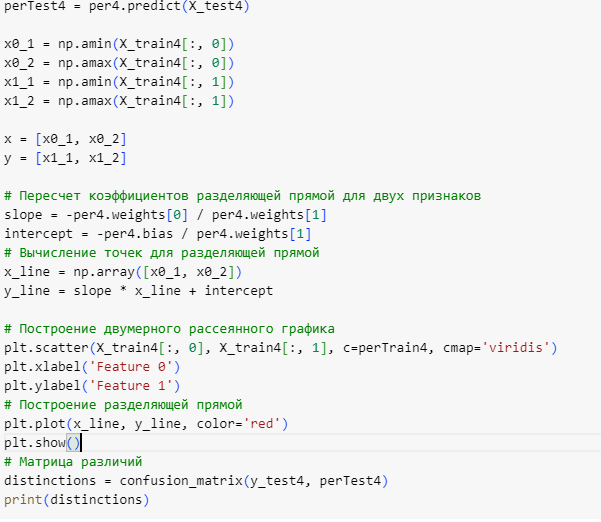 perTest4 = per4.predict(X_test4)
x0_1 = np.amin(X_train4[:, 0])
x0_2 = np.amax(X_train4[:, 0])
x1_1 = np.amin(X_train4[:, 1])
x1_2 = np.amax(X_train4[:, 1])
x = [x0_1, x0_2]
y = [x1_1, x1_2]
# Пересчет коэффициентов разделяющей прямой для двух признаков
slope = -per4.weights[0] / per4.weights[1]
intercept = -per4.bias / per4.weights[1]
# Вычисление точек для разделяющей прямой
x_line = np.array([x0_1, x0_2])
y_line = slope * x_line + intercept
# Построение двумерного рассеянного графика
plt.scatter(X_train4[:, 0], X_train4[:, 1], c=perTrain4, cmap='viridis')
plt.xlabel('Feature 0')
plt.ylabel('Feature 1')
# Построение разделяющей прямой
plt.plot(x_line, y_line, color='red')
plt.show()
# Матрица различий
distinctions = confusion_matrix(y_test4, perTest4)
print(distinctions)